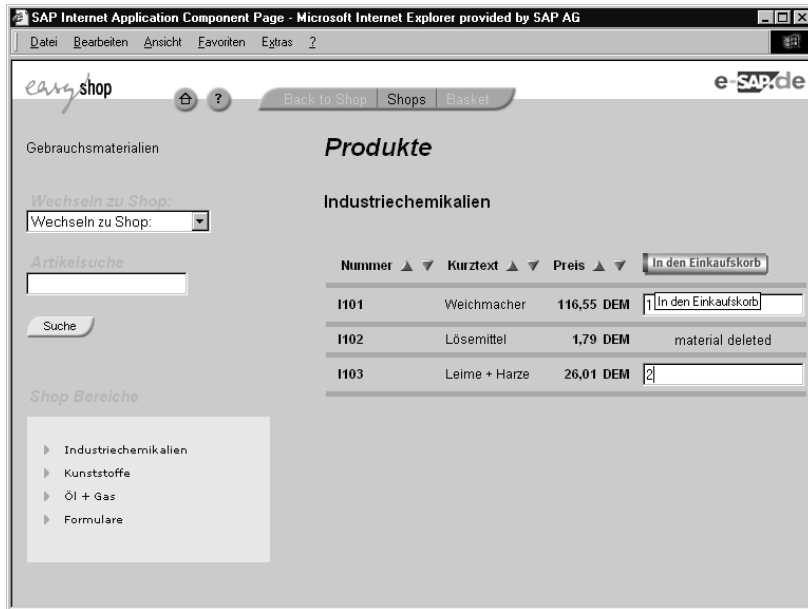 SAP Internet Application Component Page - Microsoft Internet Explorer provided by SAP AG
Datei Bearbeiten Ansicht Favoriten Extras ?
easy shop
?
Back to Shop Shops Basket
e-SAP.de
Gebrauchsmaterialien
Produkte
Wechseln zu Shop:
Wechseln zu Shop:
Industriechemikalien
Artikelsuche
Nummer Kurztext Preis In den Einkaufskorb
I101 Weichmacher 116,55 DEM 1
In den Einkaufskorb
Suche
I102 Lösemittel 1,79 DEM material deleted
I103 Leime + Harze 26,01 DEM 2
Shop Bereiche
Industriechemikalien
Kunststoffe
Öl + Gas
Formulare